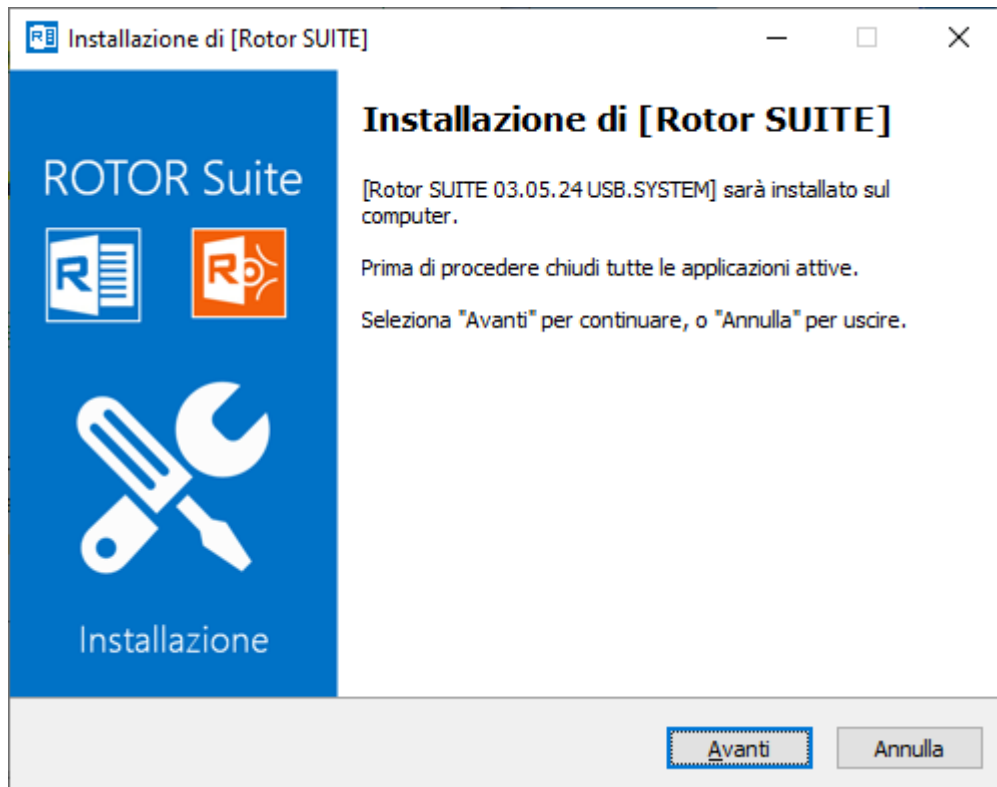 Installazione di [Rotor SUITE]
ROTOR Suite
R
R
Installazione
Installazione di [Rotor SUITE]
[Rotor SUITE 03.05.24 USB.SYSTEM] sarà installato sul
computer.
Prima di procedere chiudi tutte le applicazioni attive.
Seleziona "Avanti" per continuare, o "Annulla" per uscire.
Avanti
Annulla